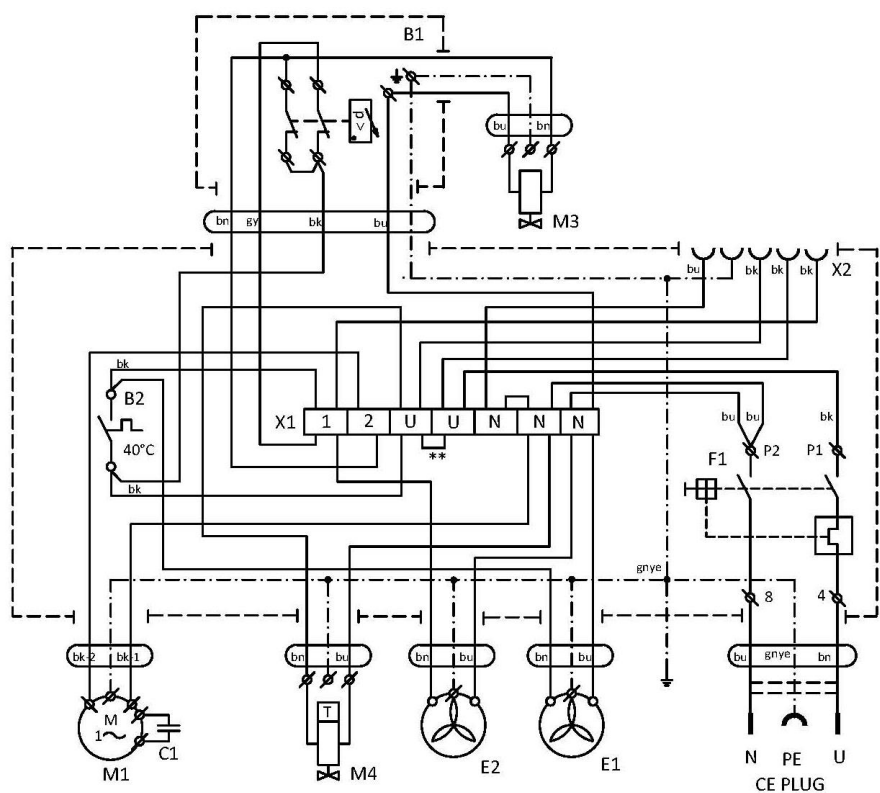 B1
<d
bu bn
M3
bn gy bk bu
bu bk bk bk
X2
bk
B2
40°C
bk
X1 1 2 U U N N N
**
bu bu bk
P2 P1
F1
gnye
8 4
bk-2 bk-1
bn bu
bn bu
bn bu
bu gnye bn
M
1
T
C1
M1
M4
E2
E1
N PE U
CE PLUG